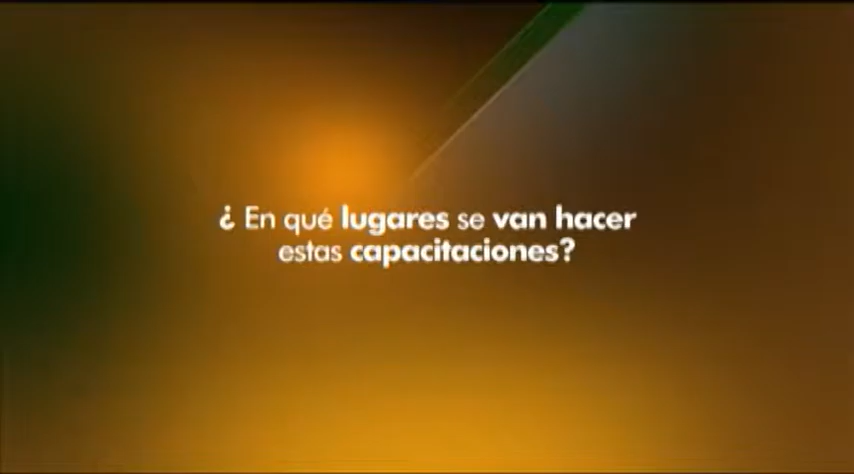 ¿ En qué lugares se van hacer
estas capacitaciones?